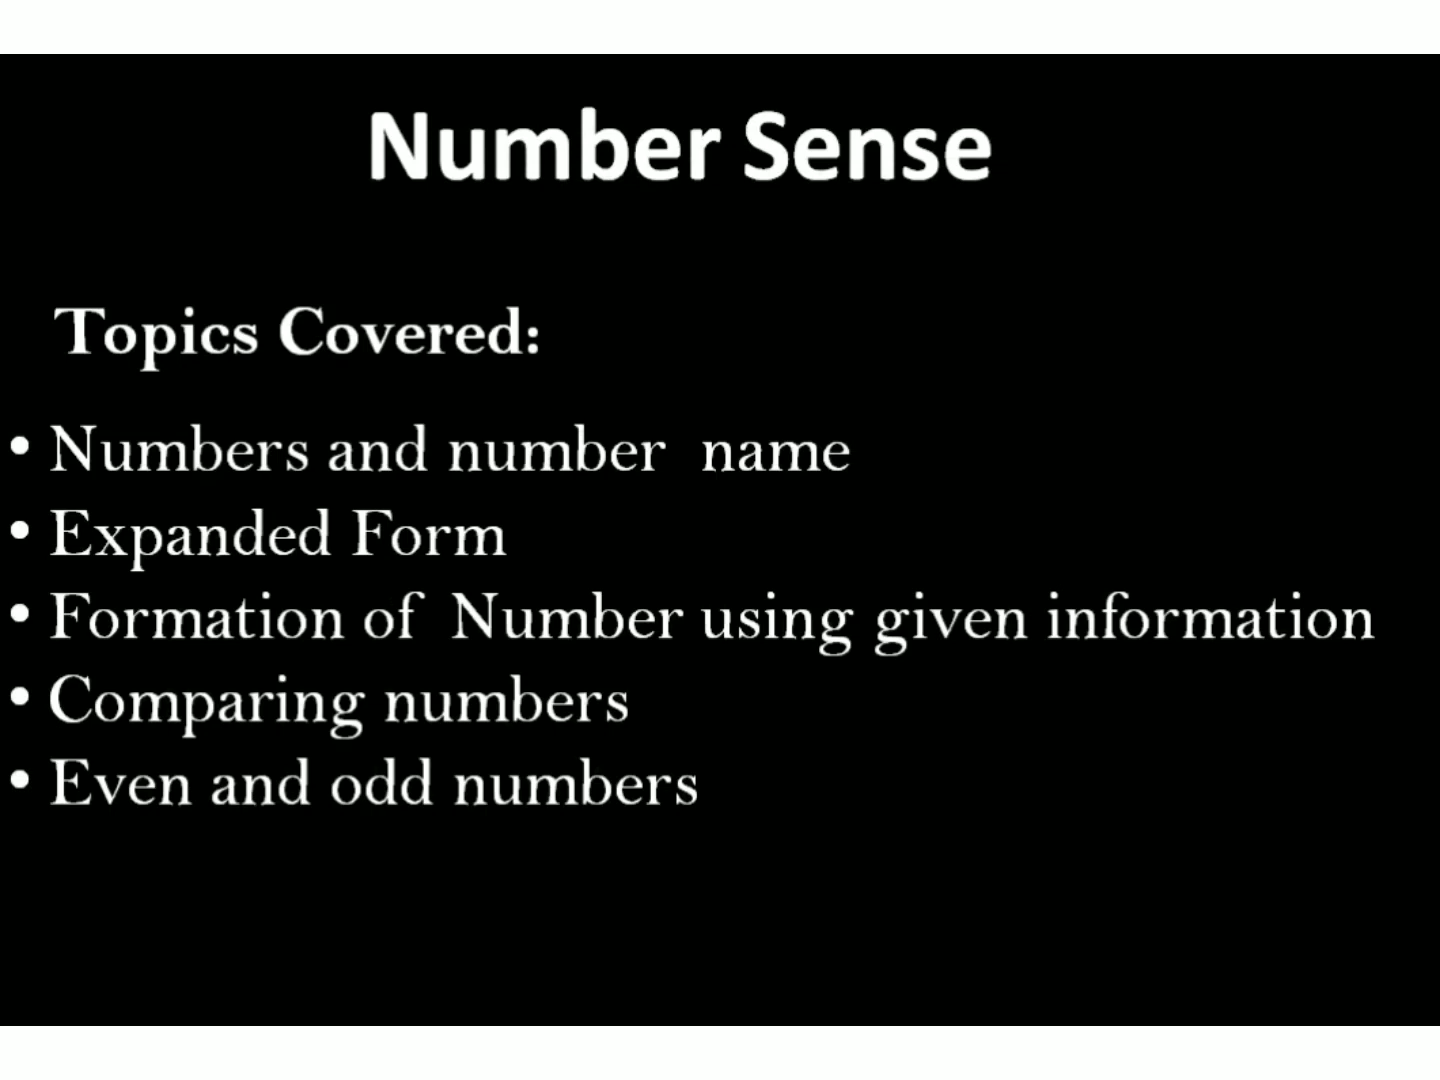 Number Sense
Topics Covered:
• Numbers and number name
• Expanded Form
• Formation of Number using given information
• Comparing numbers
• Even and odd numbers